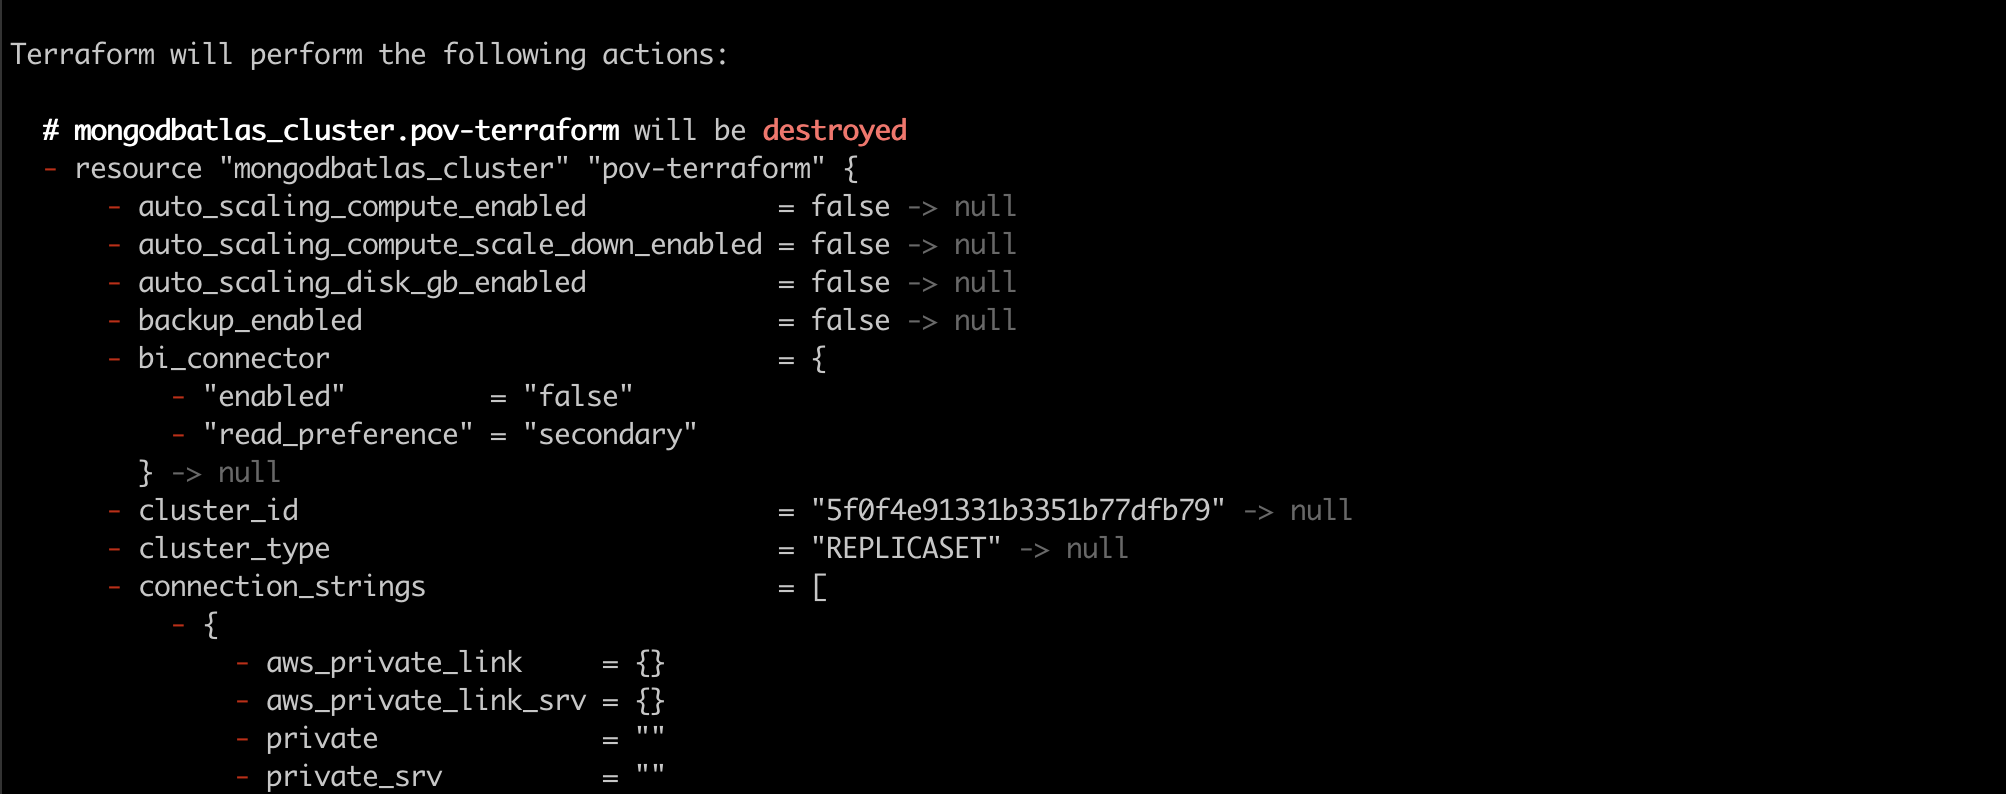 Terraform will perform the following actions:
# mongodbatlas_cluster.pov-terraform will be destroyed
- resource "mongodbatlas_cluster" "pov-terraform" {
- auto_scaling_compute_enabled = false -> null
- auto_scaling_compute_scale_down_enabled = false -> null
- auto_scaling_disk_gb_enabled = false -> null
- backup_enabled = false -> null
- bi_connector = {
- "enabled" = "false"
- "read_preference" = "secondary"
} -> null
- cluster_id = "5f0f4e91331b3351b77dfb79" -> null
- cluster_type = "REPLICASET" -> null
- connection_strings = [
- {
- aws_private_link = {}
- aws_private_link_srv = {}
- private = ""
- private_srv = ""